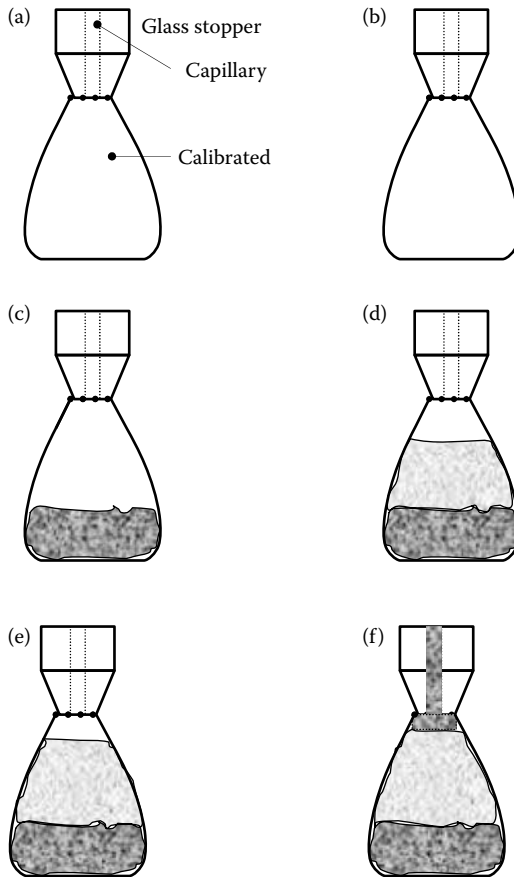 (a)
Glass stopper
Capillary
Calibrated
(b)
(c)
(d)
(e)
(f)